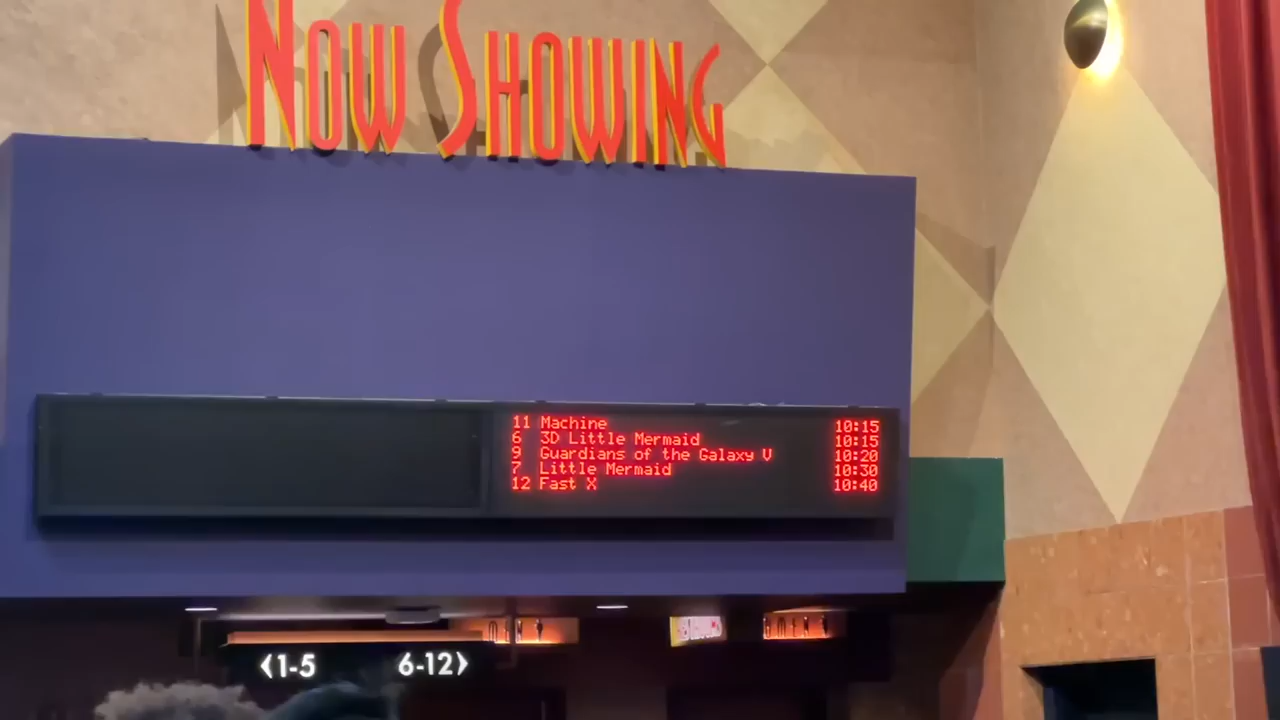 NOW SHOWING
11 Machine 10:15
6 3D Little Mermaid 10:15
9 Guardians of the Galaxy V 10:20
7 Little Mermaid 10:30
12 Fast X 10:40
‹1-5 6-12›